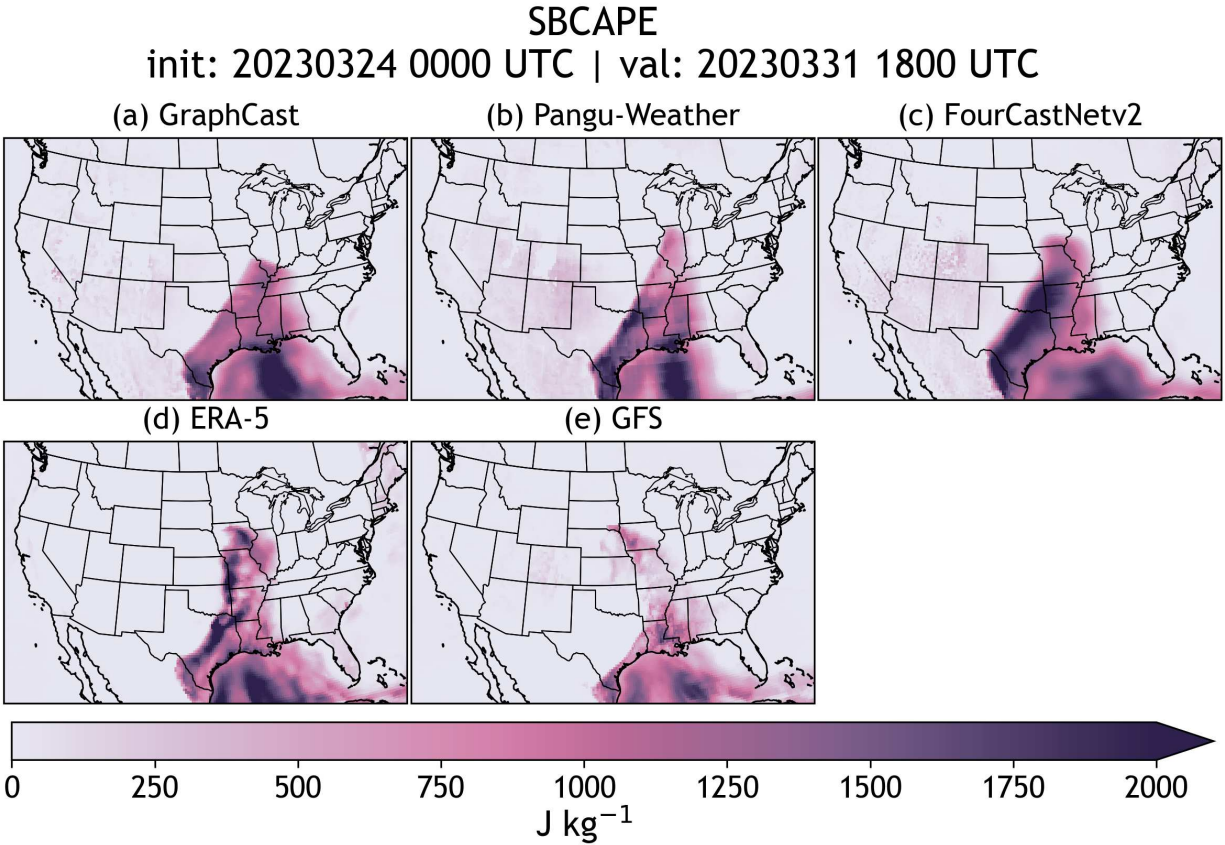 SBCAPE
init: 20230324 0000 UTC | val: 20230331 1800 UTC
(a) GraphCast
(b) Pangu-Weather
(c) FourCastNetv2
(d) ERA-5
(e) GFS
0 250 500 750 1000 1250 1500 1750 2000
J kg⁻¹